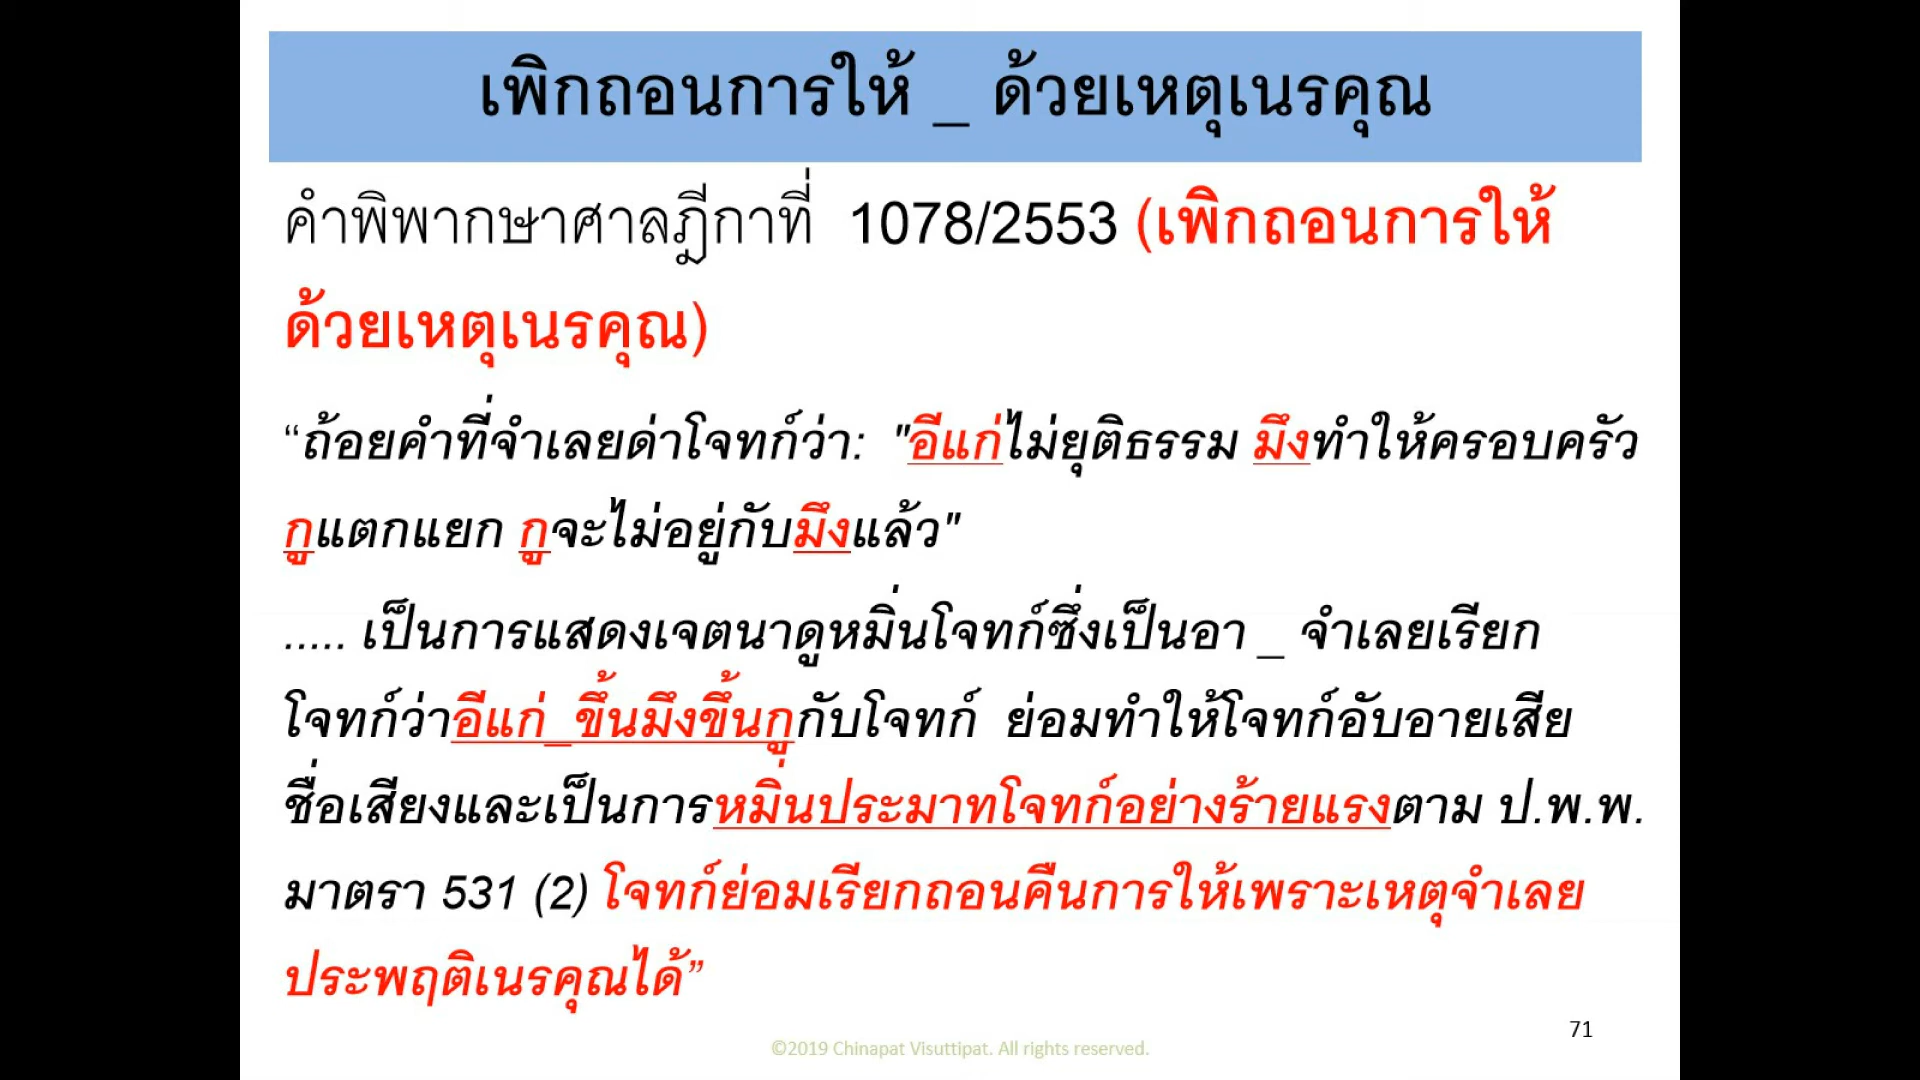 เพิกถอนการให้ _ ด้วยเหตุเนรคุณ
คำพิพากษาศาลฎีกาที่ 1078/2553 (เพิกถอนการให้
ด้วยเหตุเนรคุณ)
“ถ้อยคำที่จำเลยด่าโจทก์ว่า: "อีแก่ไม่ยุติธรรม มึงทำให้ครอบครัว
กูแตกแยก กูจะไม่อยู่กับมึงแล้ว"
..... เป็นการแสดงเจตนาดูหมิ่นโจทก์ซึ่งเป็นอา _ จำเลยเรียก
โจทก์ว่าอีแก่_ขึ้นมึงขึ้นกูกับโจทก์ ย่อมทำให้โจทก์อับอายเสีย
ชื่อเสียงและเป็นการหมิ่นประมาทโจทก์อย่างร้ายแรงตาม ป.พ.พ.
มาตรา 531 (2) โจทก์ย่อมเรียกถอนคืนการให้เพราะเหตุจำเลย
ประพฤติเนรคุณได้”
71
©2019 Chinapat Visuttipat. All rights reserved.